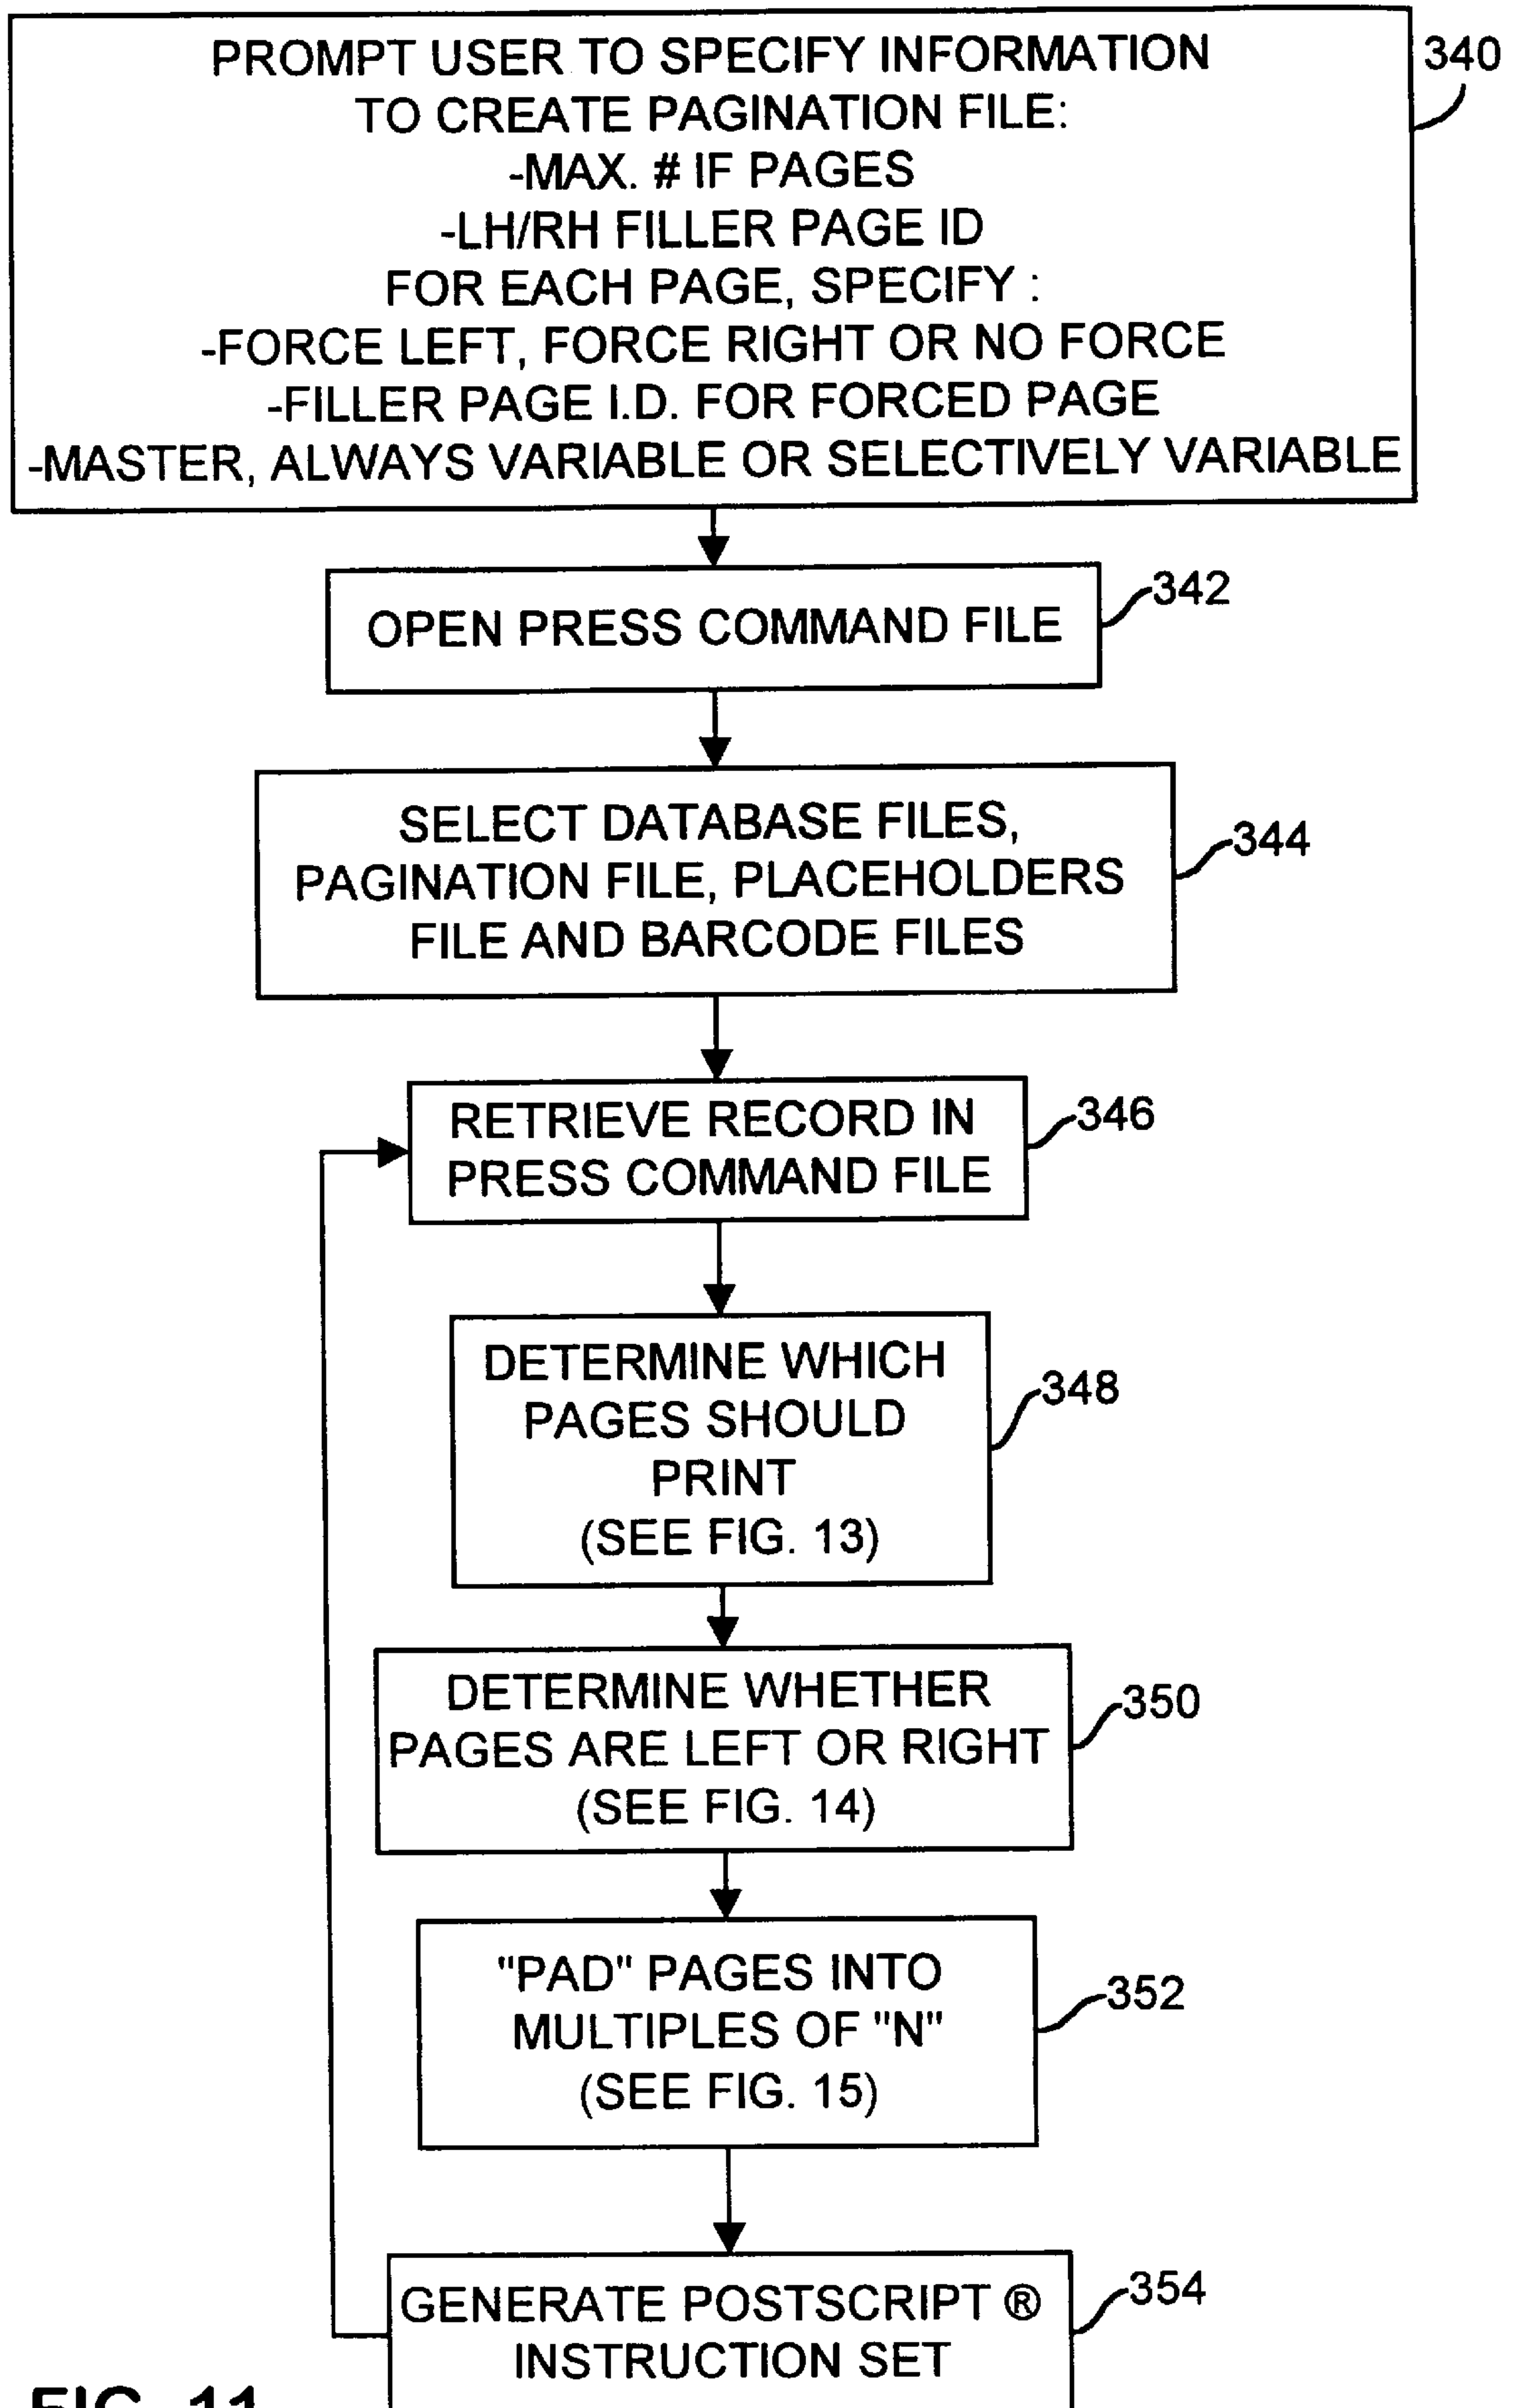 PROMPT USER TO SPECIFY INFORMATION
TO CREATE PAGINATION FILE:
-MAX. # IF PAGES
-LH/RH FILLER PAGE ID
FOR EACH PAGE, SPECIFY :
-FORCE LEFT, FORCE RIGHT OR NO FORCE
-FILLER PAGE I.D. FOR FORCED PAGE
-MASTER, ALWAYS VARIABLE OR SELECTIVELY VARIABLE
340
OPEN PRESS COMMAND FILE
342
SELECT DATABASE FILES,
PAGINATION FILE, PLACEHOLDERS
FILE AND BARCODE FILES
344
RETRIEVE RECORD IN
PRESS COMMAND FILE
346
DETERMINE WHICH
PAGES SHOULD
PRINT
(SEE FIG. 13)
348
DETERMINE WHETHER
PAGES ARE LEFT OR RIGHT
(SEE FIG. 14)
350
"PAD" PAGES INTO
MULTIPLES OF "N"
(SEE FIG. 15)
352
GENERATE POSTSCRIPT ®
INSTRUCTION SET
354
FIG. 11